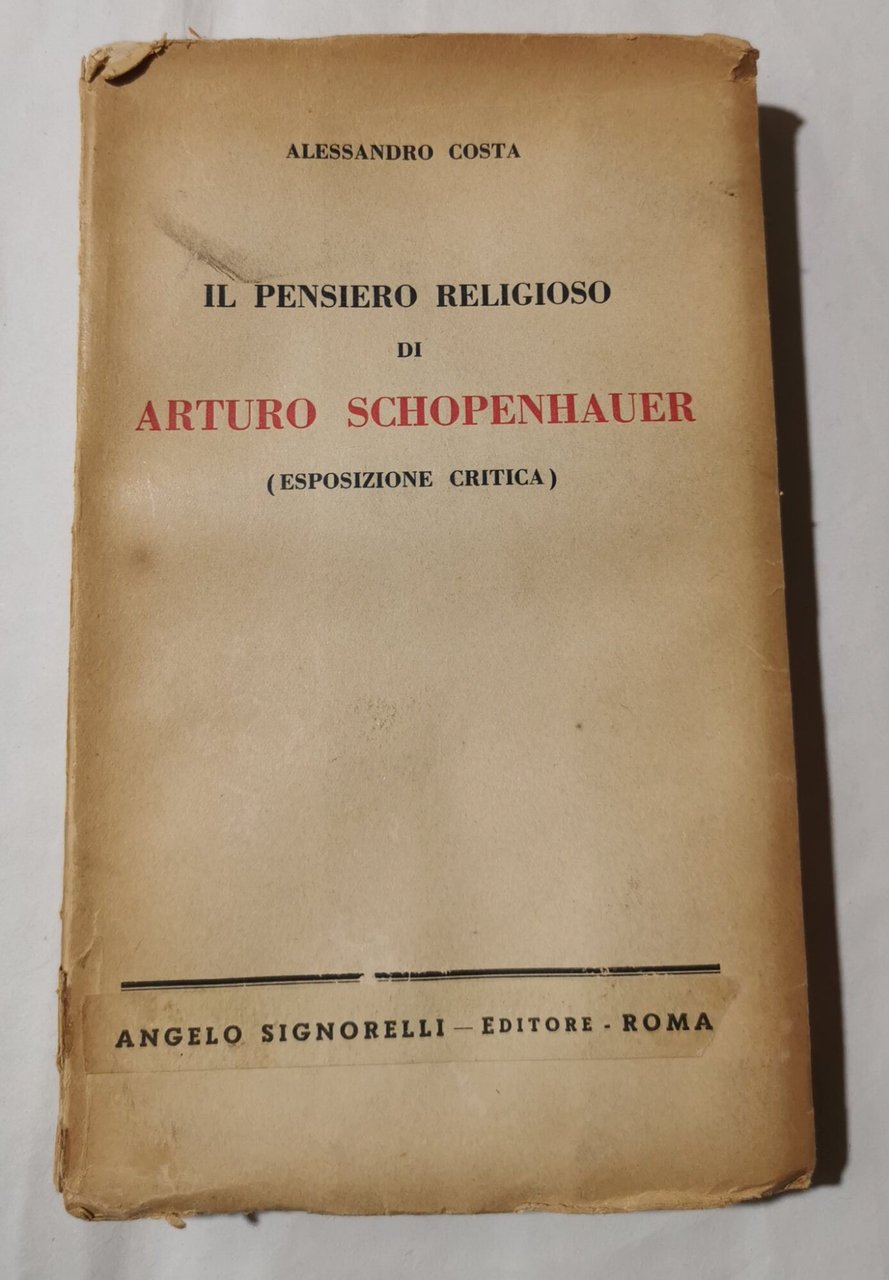 ALESSANDRO COSTA
IL PENSIERO RELIGIOSO
DI
ARTURO SCHOPENHAUER
(ESPOSIZIONE CRITICA)
ANGELO SIGNORELLI — EDITORE - ROMA